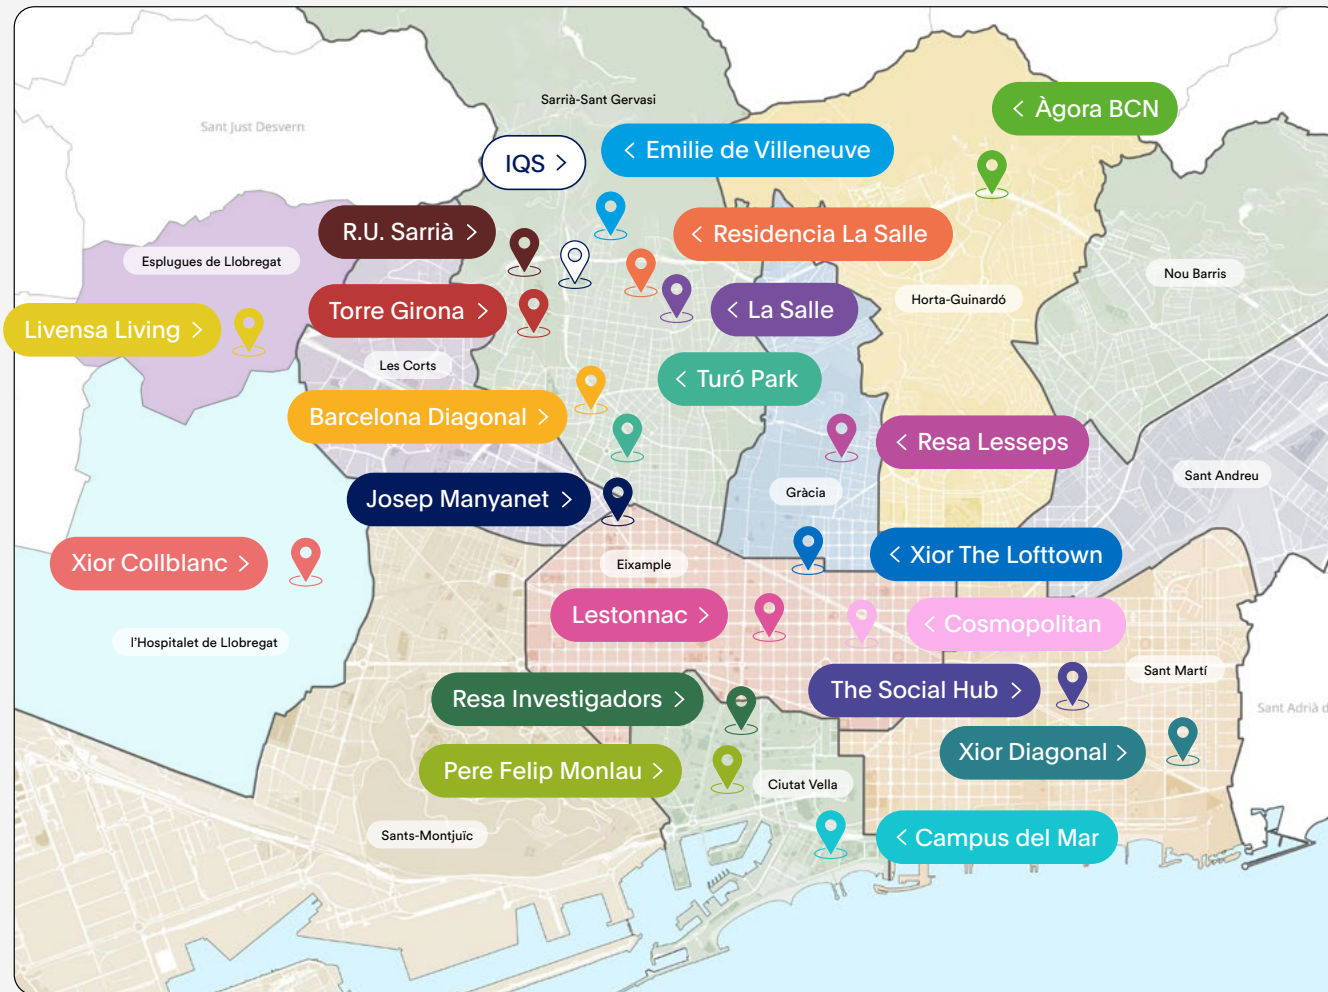 Sarrià-Sant Gervasi
< Àgora BCN
Sant Just Desvern
IQS >
< Emilie de Villeneuve
R.U. Sarrià >
< Residencia La Salle
Esplugues de Llobregat
Nou Barris
Horta-Guinardó
Torre Girona >
< La Salle
Livensa Living >
Les Corts
< Turó Park
Barcelona Diagonal >
< Resa Lesseps
Sant Andreu
Josep Manyanet >
Gràcia
Xior Collblanc >
Eixample
< Xior The Lofttown
Lestonnac >
< Cosmopolitan
l'Hospitalet de Llobregat
Sant Martí
Resa Investigadors >
The Social Hub >
Sant Adrià d
Xior Diagonal >
Pere Felip Monlau >
Ciutat Vella
Sants-Montjuïc
< Campus del Mar